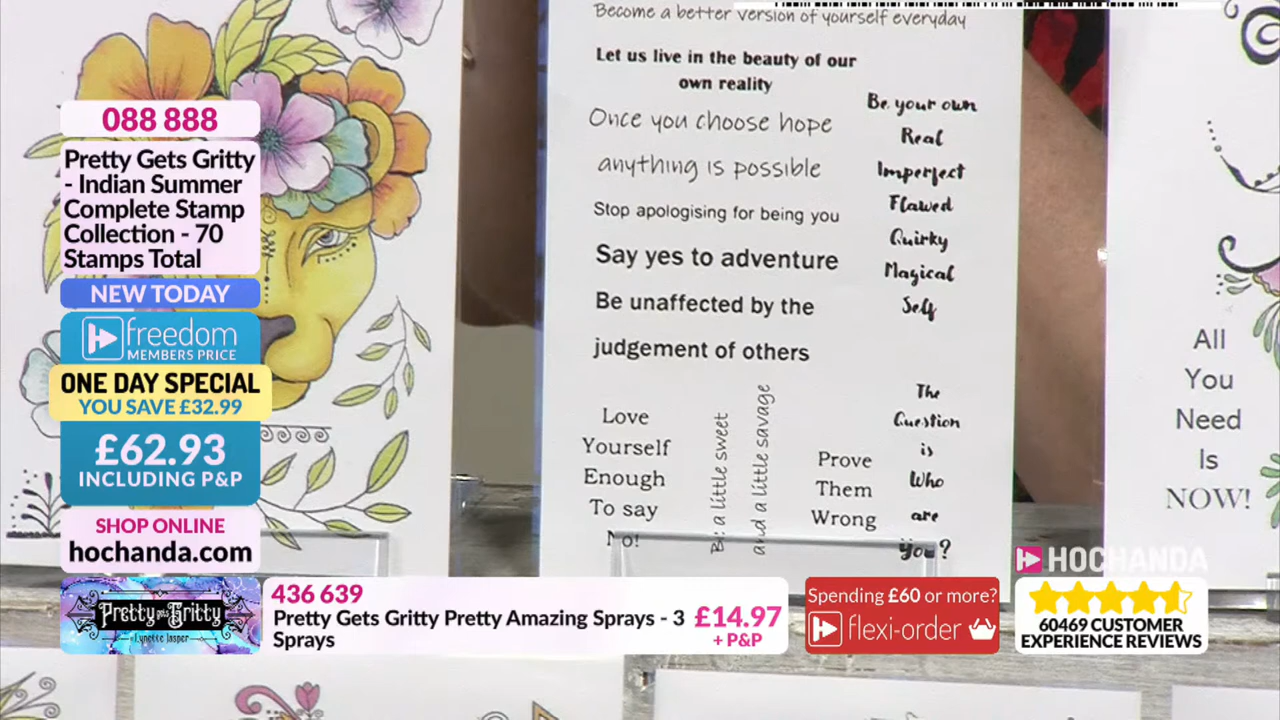 Become a better version of yourself everyday
Let us live in the beauty of our
own reality
Once you choose hope
anything is possible
Stop apologising for being you
Say yes to adventure
Be unaffected by the
judgement of others
Be your own
Real
Imperfect
Flawed
Quirky
Magical
Self
Love
Yourself
Enough
To say
No!
Be a little sweet
and a little savage
Prove
Them
Wrong
The
Question
is
Who
are
You?
All
You
Need
Is
NOW!
088 888
Pretty Gets Gritty
- Indian Summer
Complete Stamp
Collection - 70
Stamps Total
NEW TODAY
freedom
MEMBERS PRICE
ONE DAY SPECIAL
YOU SAVE £32.99
£62.93
INCLUDING P&P
SHOP ONLINE
hochanda.com
Pretty gets Gritty
by Lynette Jasper
436 639
Pretty Gets Gritty Pretty Amazing Sprays - 3
Sprays
£14.97
+ P&P
Spending £60 or more?
flexi-order
HOCHANDA
60469 CUSTOMER
EXPERIENCE REVIEWS